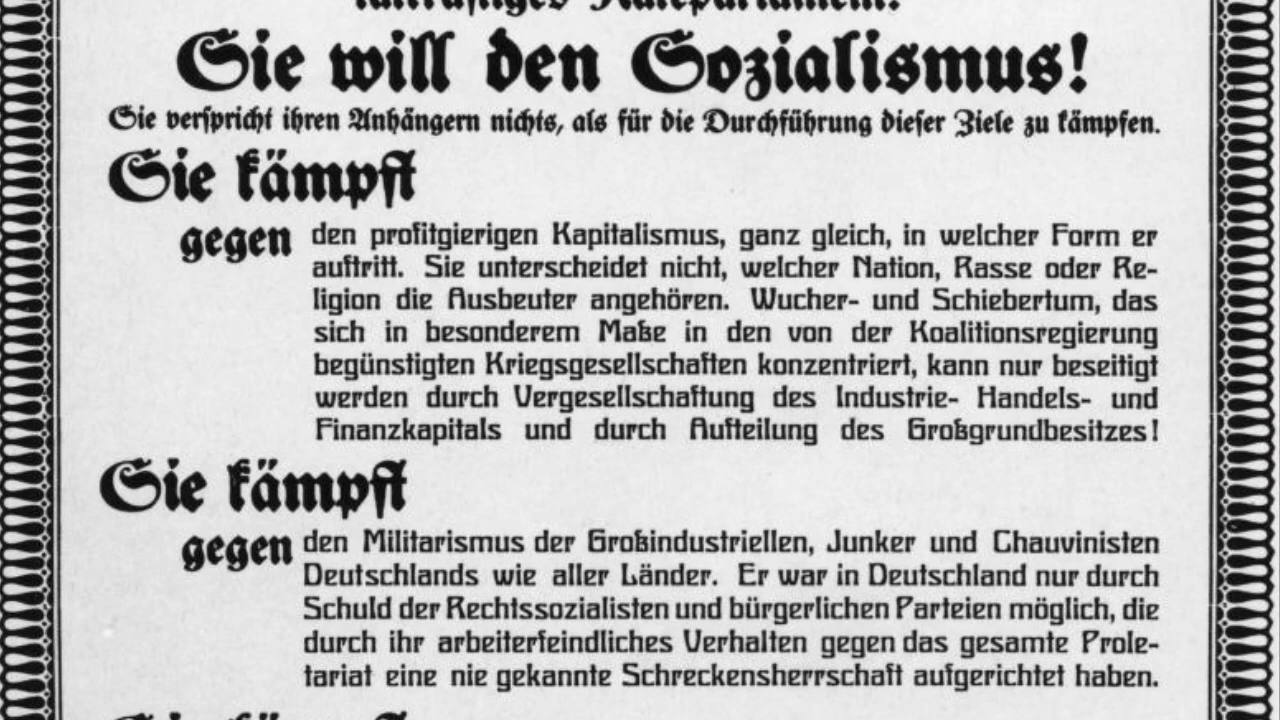 Sie will den Sozialismus!
Sie verspricht ihren Anhängern nichts, als für die Durchführung dieser Ziele zu kämpfen.
Sie kämpft
gegen den profitgierigen Kapitalismus, ganz gleich, in welcher Form er
auftritt. Sie unterscheidet nicht, welcher Nation, Rasse oder Re-
ligion die Ausbeuter angehören. Wucher- und Schiebertum, das
sich in besonderem Maße in den von der Koalitionsregierung
begünstigten Kriegsgesellschaften konzentriert, kann nur beseitigt
werden durch Vergesellschaftung des Industrie- Handels- und
Finanzkapitals und durch Aufteilung des Großgrundbesitzes!
Sie kämpft
gegen den Militarismus der Großindustriellen, Junker und Chauvinisten
Deutschlands wie aller Länder. Er war in Deutschland nur durch
Schuld der Rechtssozialisten und bürgerlichen Parteien möglich, die
durch ihr arbeiterfeindliches Verhalten gegen das gesamte Prole-
tariat eine nie gekannte Schreckensherrschaft aufgerichtet haben.